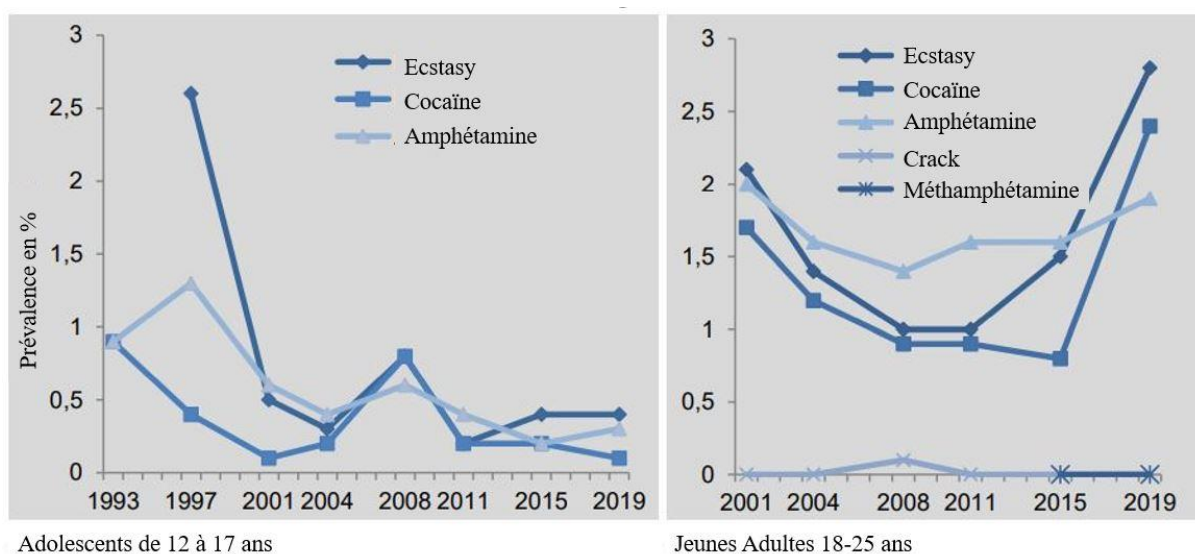 3
2,5
2
1,5
1
0,5
0
Prévalence en %
Ecstasy
Cocaïne
Amphétamine
1993 1997 2001 2004 2008 2011 2015 2019
Adolescents de 12 à 17 ans
3
2,5
2
1,5
1
0,5
0
Ecstasy
Cocaïne
Amphétamine
Crack
Méthamphétamine
2001 2004 2008 2011 2015 2019
Jeunes Adultes 18-25 ans